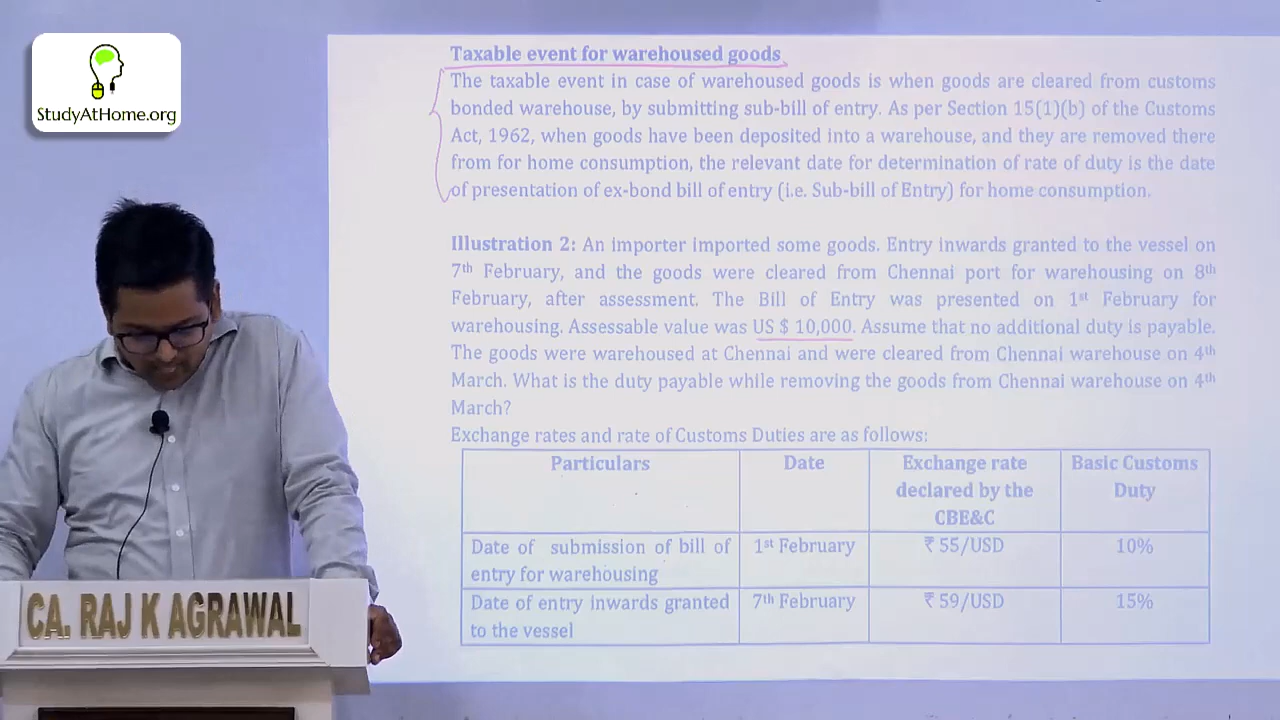 StudyAtHome.org
Taxable event for warehoused goods
The taxable event in case of warehoused goods is when goods are cleared from customs
bonded warehouse, by submitting sub-bill of entry. As per Section 15(1)(b) of the Customs
Act, 1962, when goods have been deposited into a warehouse, and they are removed there
from for home consumption, the relevant date for determination of rate of duty is the date
of presentation of ex-bond bill of entry (i.e. Sub-bill of Entry) for home consumption.
Illustration 2: An importer imported some goods. Entry inwards granted to the vessel on
7th February, and the goods were cleared from Chennai port for warehousing on 8th
February, after assessment. The Bill of Entry was presented on 1st February for
warehousing. Assessable value was US $ 10,000. Assume that no additional duty is payable.
The goods were warehoused at Chennai and were cleared from Chennai warehouse on 4th
March. What is the duty payable while removing the goods from Chennai warehouse on 4th
March?
Exchange rates and rate of Customs Duties are as follows:
Particulars Date Exchange rate Basic Customs
declared by the Duty
CBE&C
Date of submission of bill of 1st February ₹ 55/USD 10%
entry for warehousing
Date of entry inwards granted 7th February ₹ 59/USD 15%
to the vessel
CA. RAJ K AGRAWAL